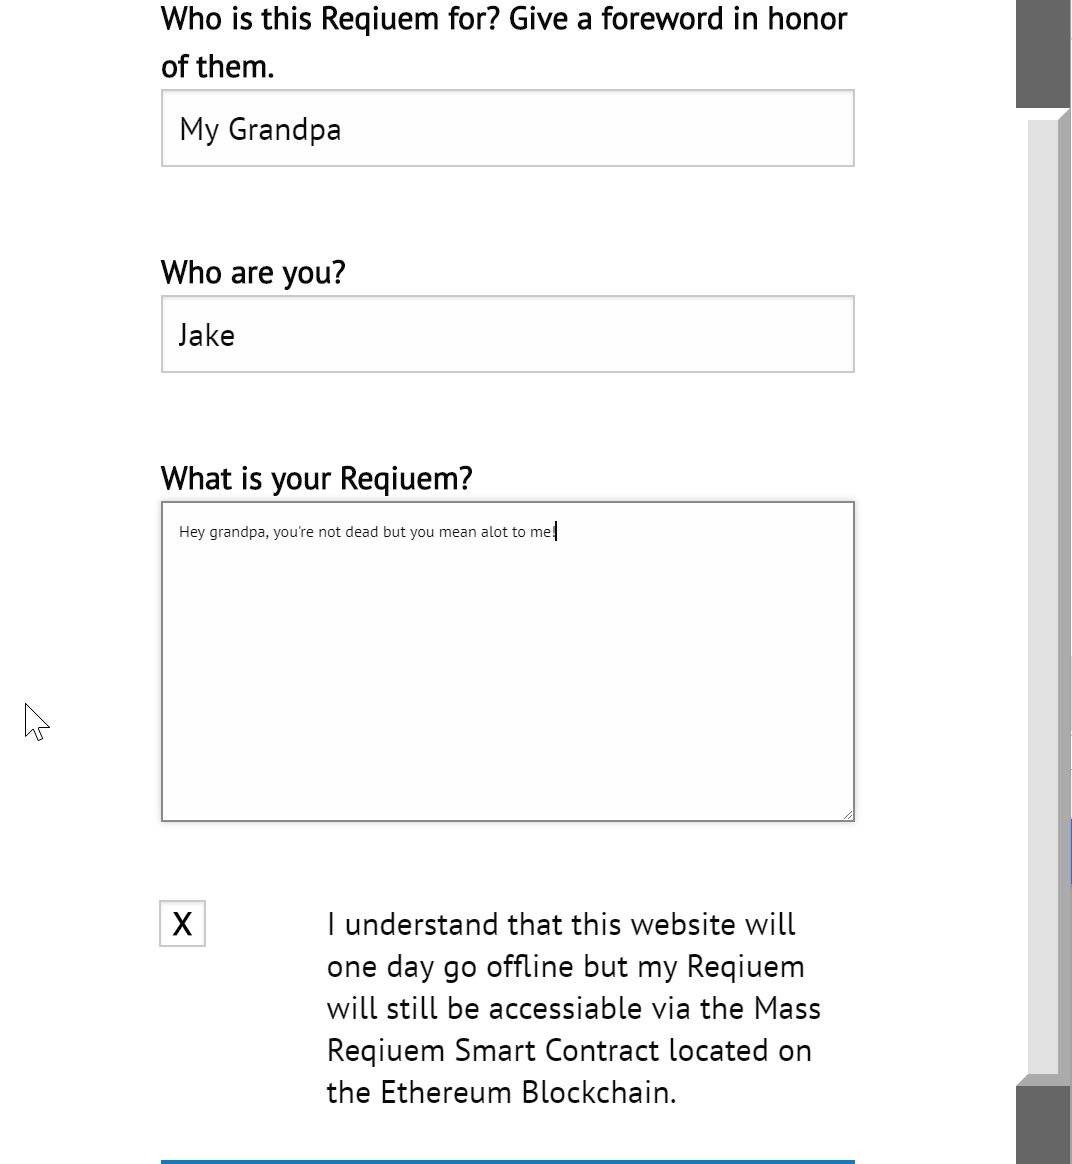 Who is this Reqiuem for? Give a foreword in honor
of them.
My Grandpa
Who are you?
Jake
What is your Reqiuem?
Hey grandpa, you're not dead but you mean alot to me!
X
I understand that this website will
one day go offline but my Reqiuem
will still be accessiable via the Mass
Reqiuem Smart Contract located on
the Ethereum Blockchain.